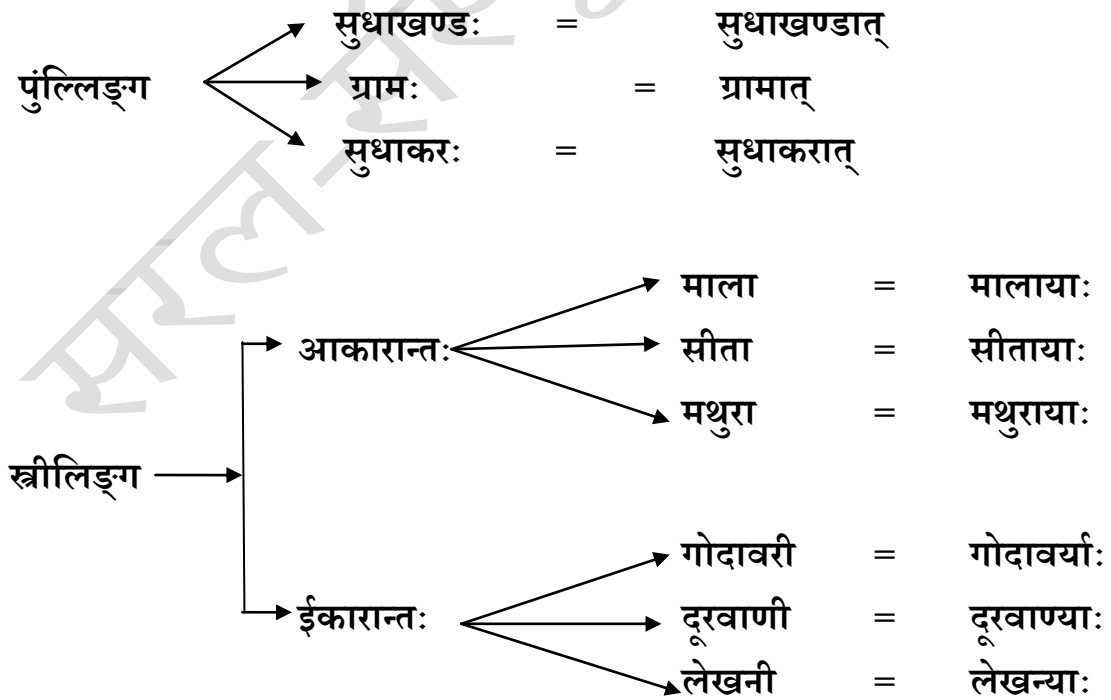 सुधाखण्डः = सुधाखण्डात्
पुंल्लिङ्ग ग्रामः = ग्रामात्
सुधाकरः = सुधाकरात्
माला = मालायाः
आकारान्तः सीता = सीतायाः
मथुरा = मथुरायाः
स्त्रीलिङ्ग
गोदावरी = गोदावर्याः
ईकारान्तः दूरवाणी = दूरवाण्याः
लेखनी = लेखन्याः